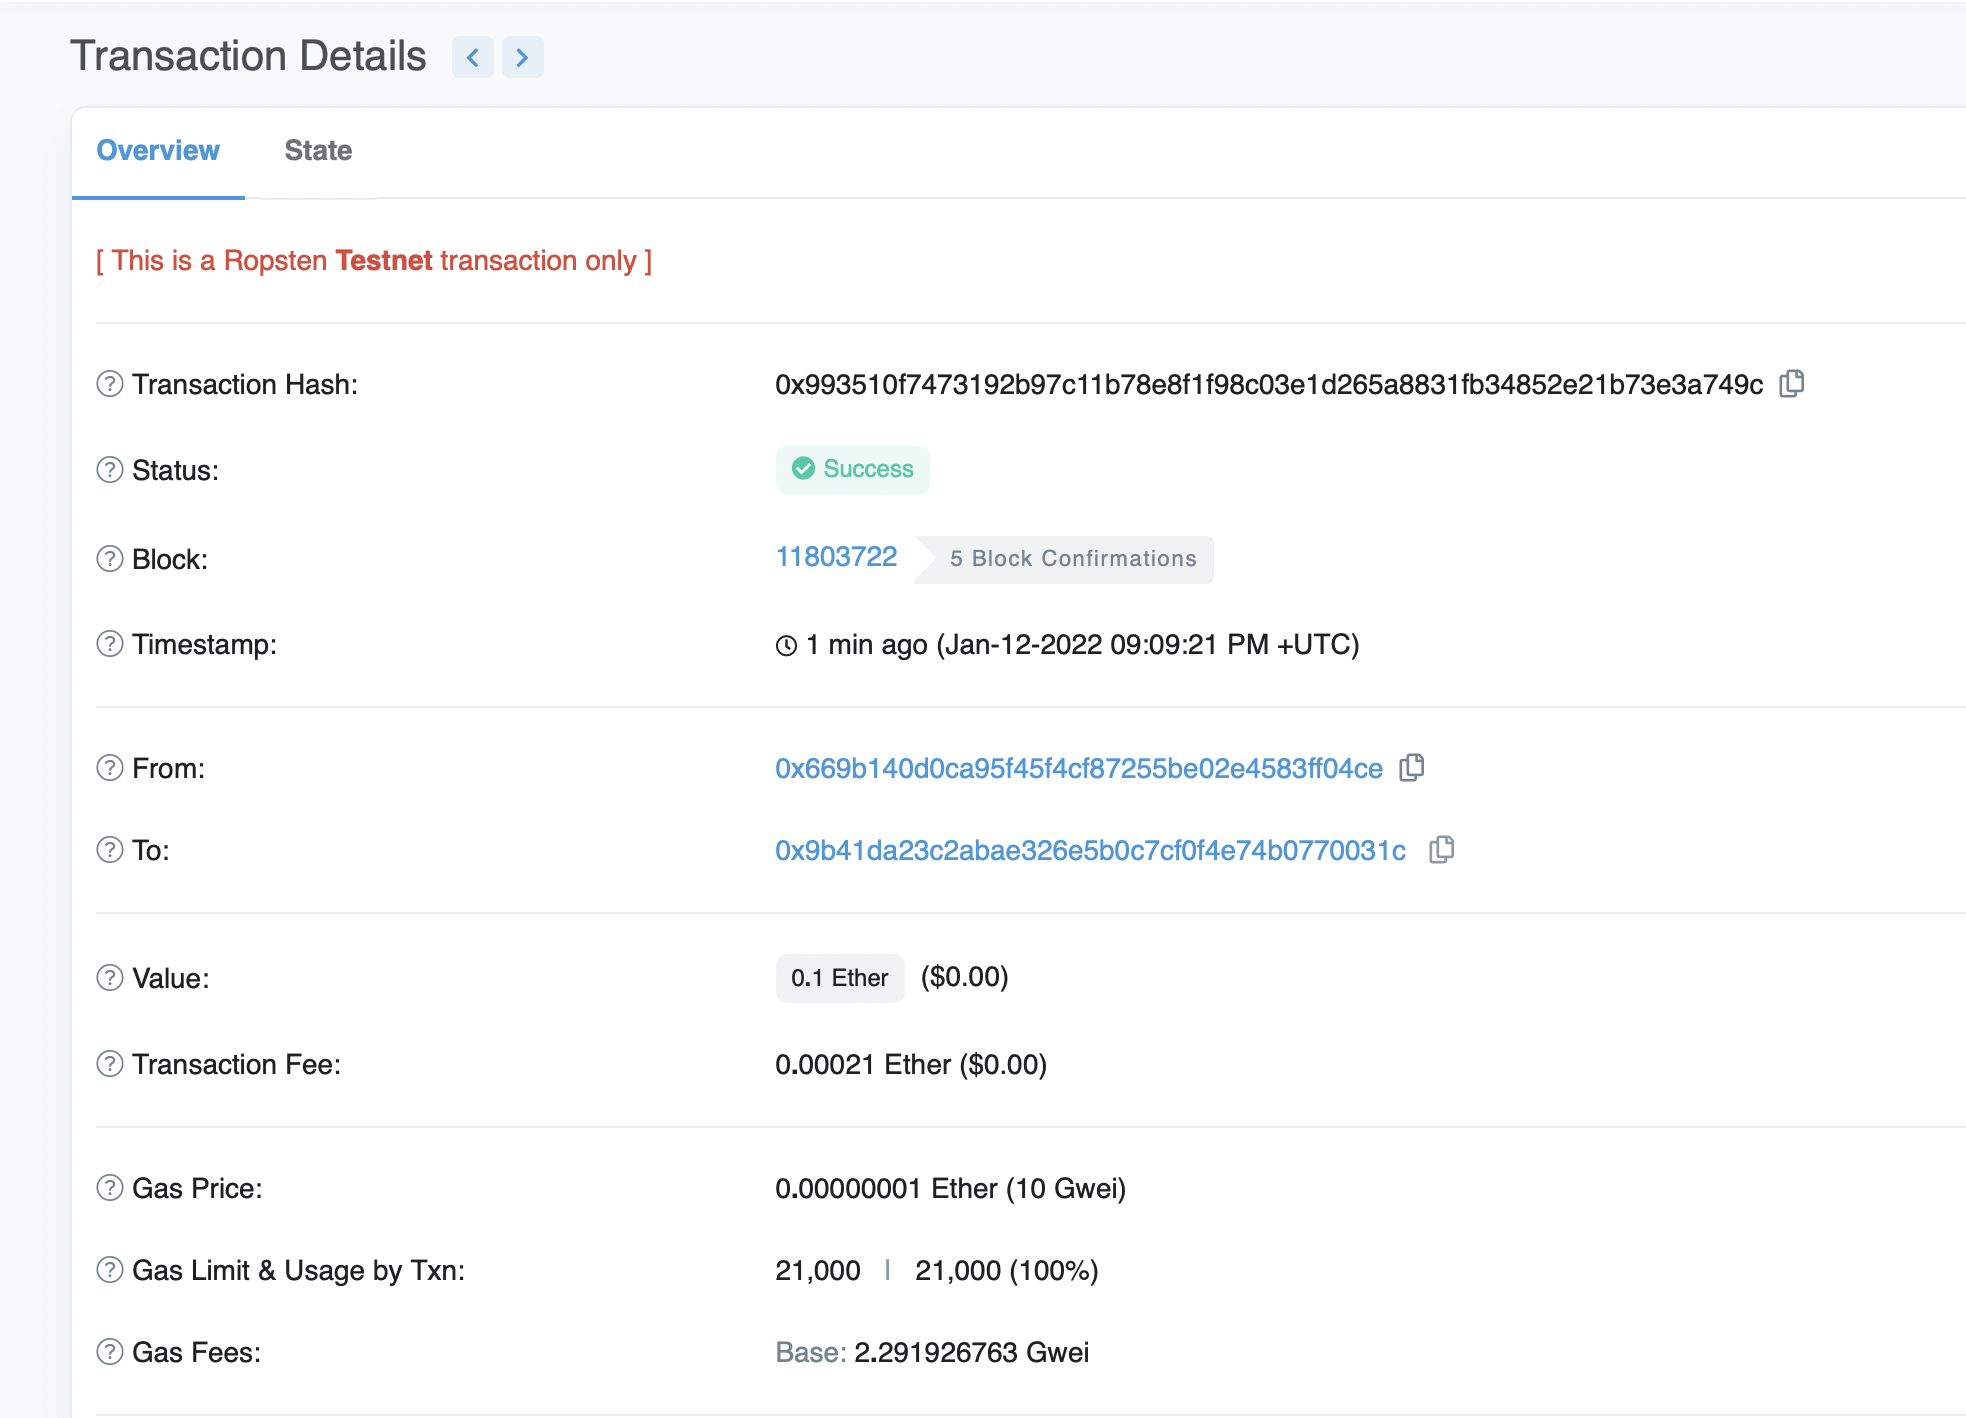 Transaction Details
Overview State
[ This is a Ropsten Testnet transaction only ]
Transaction Hash: 0x993510f7473192b97c11b78e8f1f98c03e1d265a8831fb34852e21b73e3a749c
Status: Success
Block: 11803722 5 Block Confirmations
Timestamp: 1 min ago (Jan-12-2022 09:09:21 PM +UTC)
From: 0x669b140d0ca95f45f4cf87255be02e4583ff04ce
To: 0x9b41da23c2abae326e5b0c7cf0f4e74b0770031c
Value: 0.1 Ether ($0.00)
Transaction Fee: 0.00021 Ether ($0.00)
Gas Price: 0.00000001 Ether (10 Gwei)
Gas Limit & Usage by Txn: 21,000 | 21,000 (100%)
Gas Fees: Base: 2.291926763 Gwei